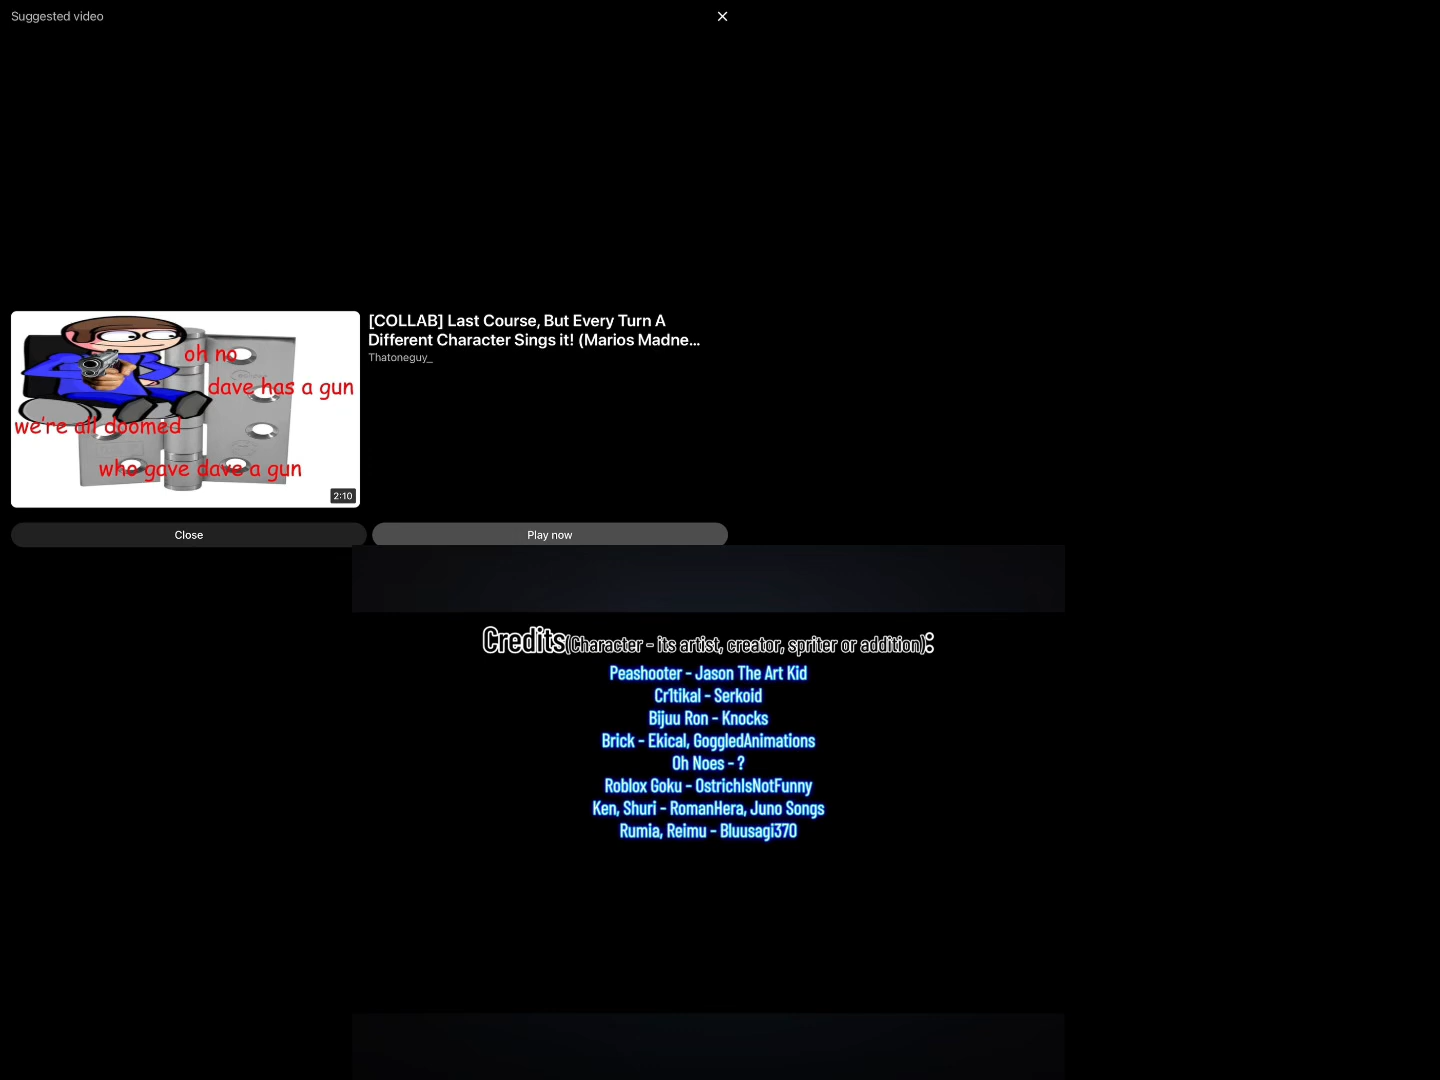 Suggested video
oh no
dave has a gun
we're all doomed
who gave dave a gun
2:10
[COLLAB] Last Course, But Every Turn A
Different Character Sings it! (Marios Madne...
Thatoneguy_
Close
Play now
Credits(Character - its artist, creator, spriter or addition):
Peashooter - Jason The Art Kid
Cr1tikal - Serkoid
Bijuu Ron - Knocks
Brick - Ekical, GoggledAnimations
Oh Noes - ?
Roblox Goku - OstrichIsNotFunny
Ken, Shuri - RomanHera, Juno Songs
Rumia, Reimu - Bluusagi370